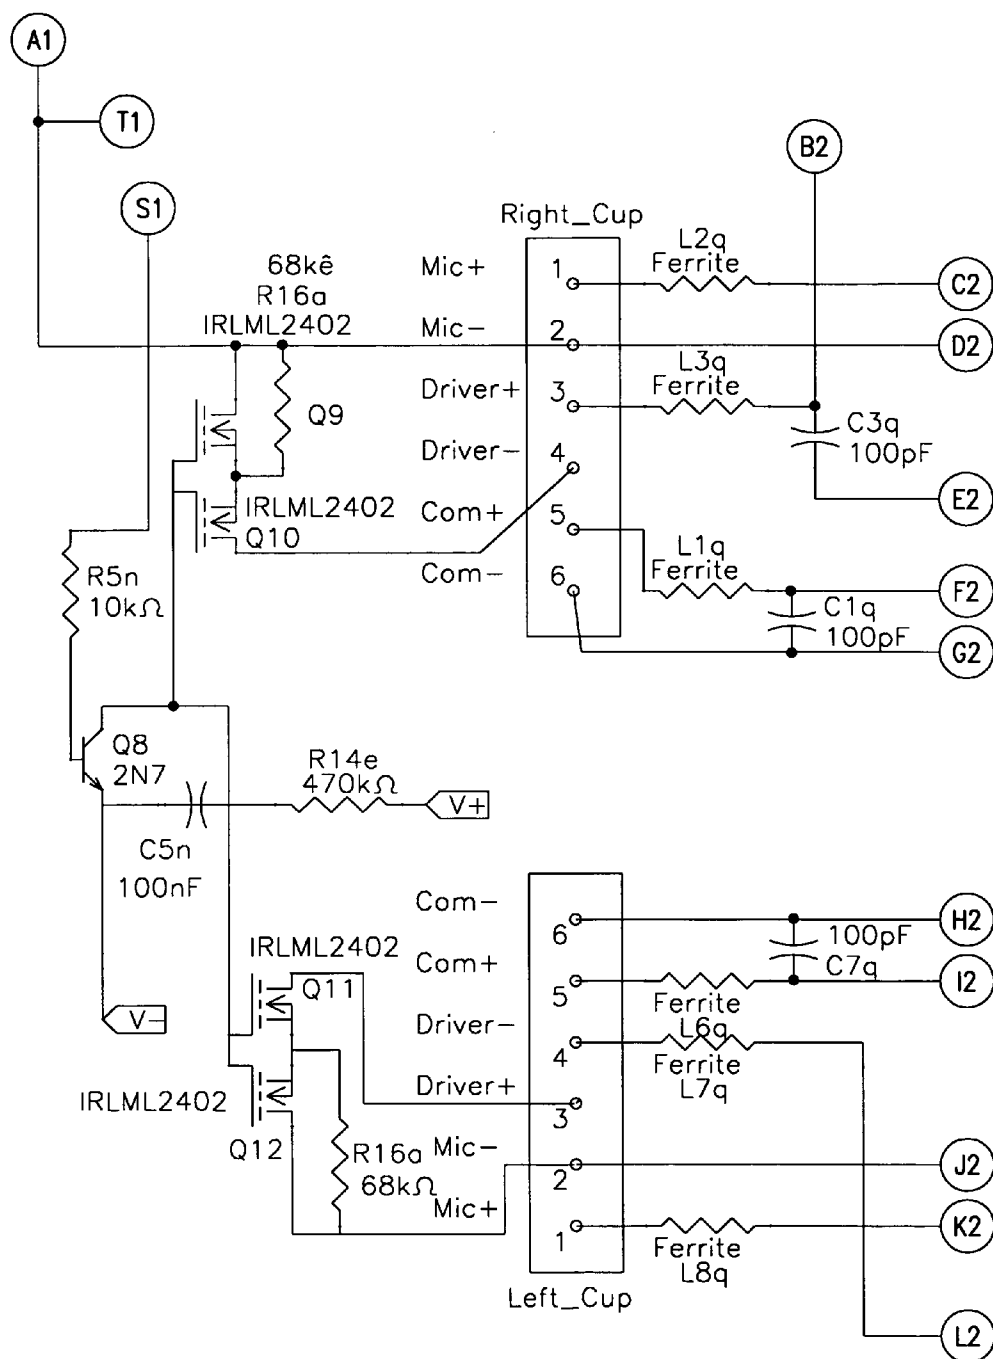 A1
T1
B2
S1
Right_Cup
68kê
R16a
IRLML2402
Mic+
1
L2q
Ferrite
C2
Mic-
2
D2
Q9
Driver+
3
L3q
Ferrite
C3q
100pF
Driver-
4
E2
IRLML2402
Q10
Com+
5
L1q
Ferrite
F2
R5n
10kΩ
Com-
6
C1q
100pF
G2
Q8
2N7
R14e
470kΩ
V+
C5n
100nF
Com-
6
H2
100pF
C7q
IRLML2402
Q11
Com+
5
Ferrite
L6q
I2
V-
Driver-
4
Ferrite
L7q
IRLML2402
Q12
Driver+
3
R16a
68kΩ
Mic-
2
J2
Mic+
1
Ferrite
L8q
K2
Left_Cup
L2